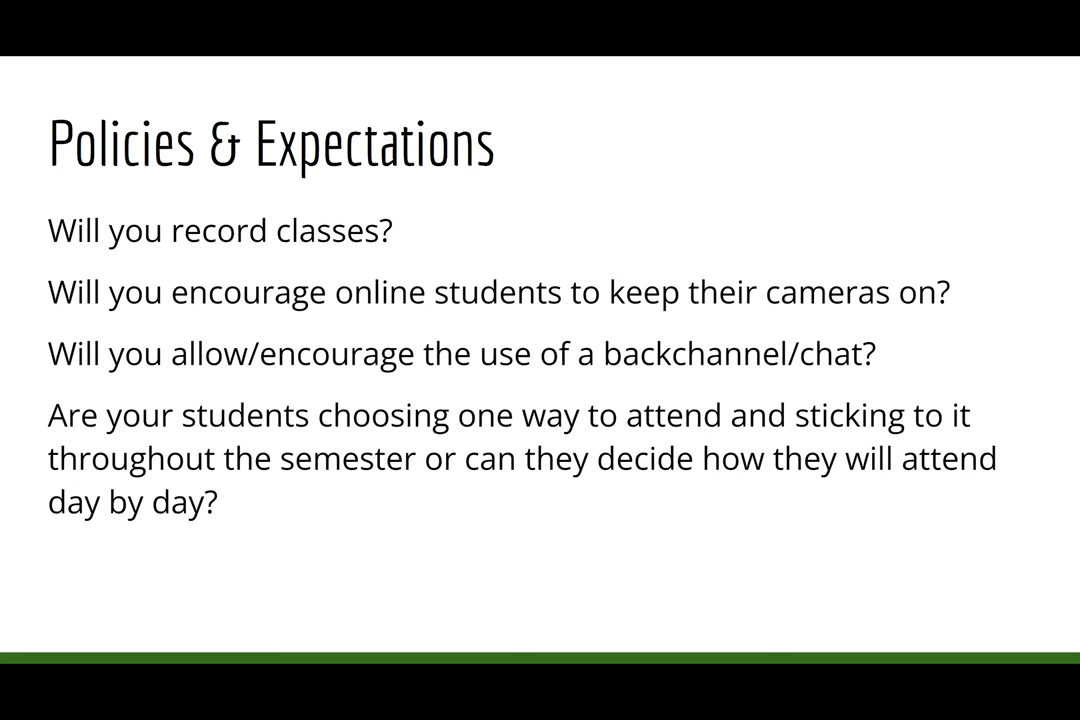 Policies & Expectations
Will you record classes?
Will you encourage online students to keep their cameras on?
Will you allow/encourage the use of a backchannel/chat?
Are your students choosing one way to attend and sticking to it
throughout the semester or can they decide how they will attend
day by day?